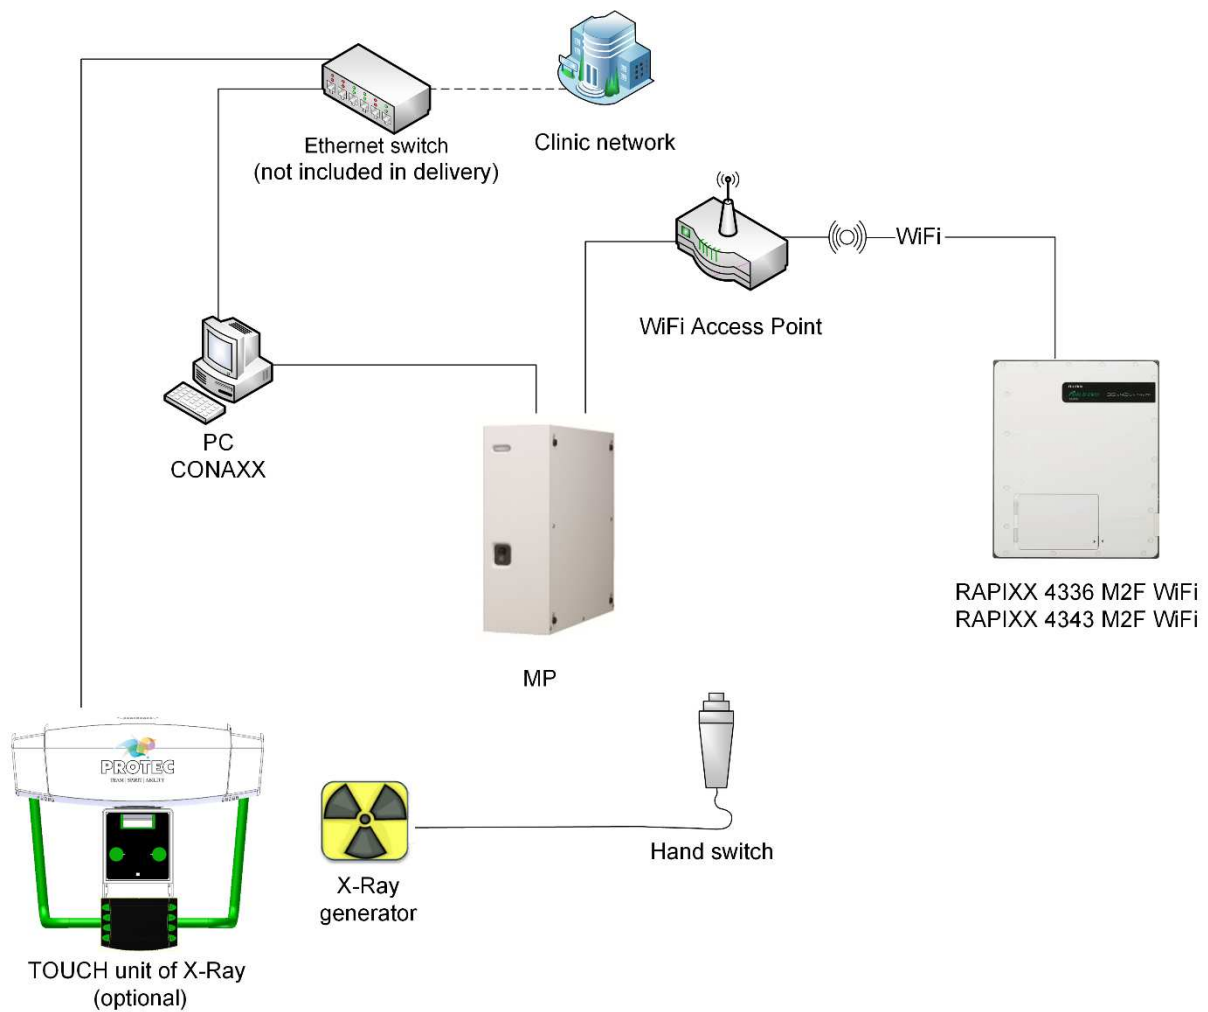 Ethernet switch
(not included in delivery)
Clinic network
WiFi
WiFi Access Point
PC
CONAXX
RAPIXX 4336 M2F WiFi
RAPIXX 4343 M2F WiFi
MP
PROTEC
Hand switch
X-Ray
generator
TOUCH unit of X-Ray
(optional)